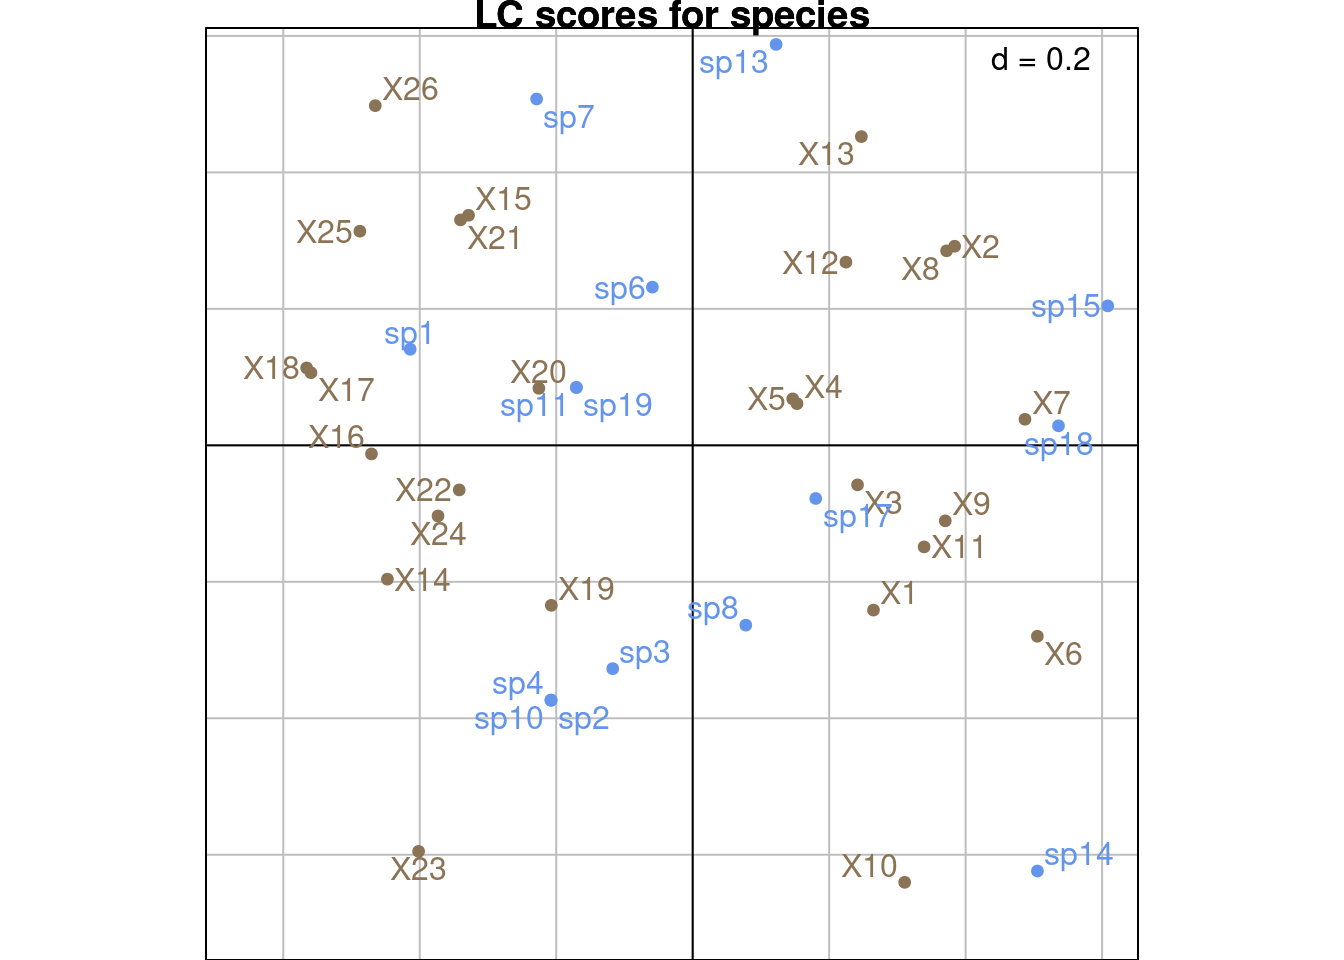 LC scores for species
d = 0.2
sp13
X26
sp7
X13
X15
X25
X21
X2
X12
X8
sp6
sp15
sp1
X18
X17
X20
X4
X5
X7
sp11
sp19
X16
sp18
X22
X3
X9
sp17
X24
X11
X14
X19
X1
sp8
sp3
X6
sp4
sp10
sp2
sp14
X10
X23